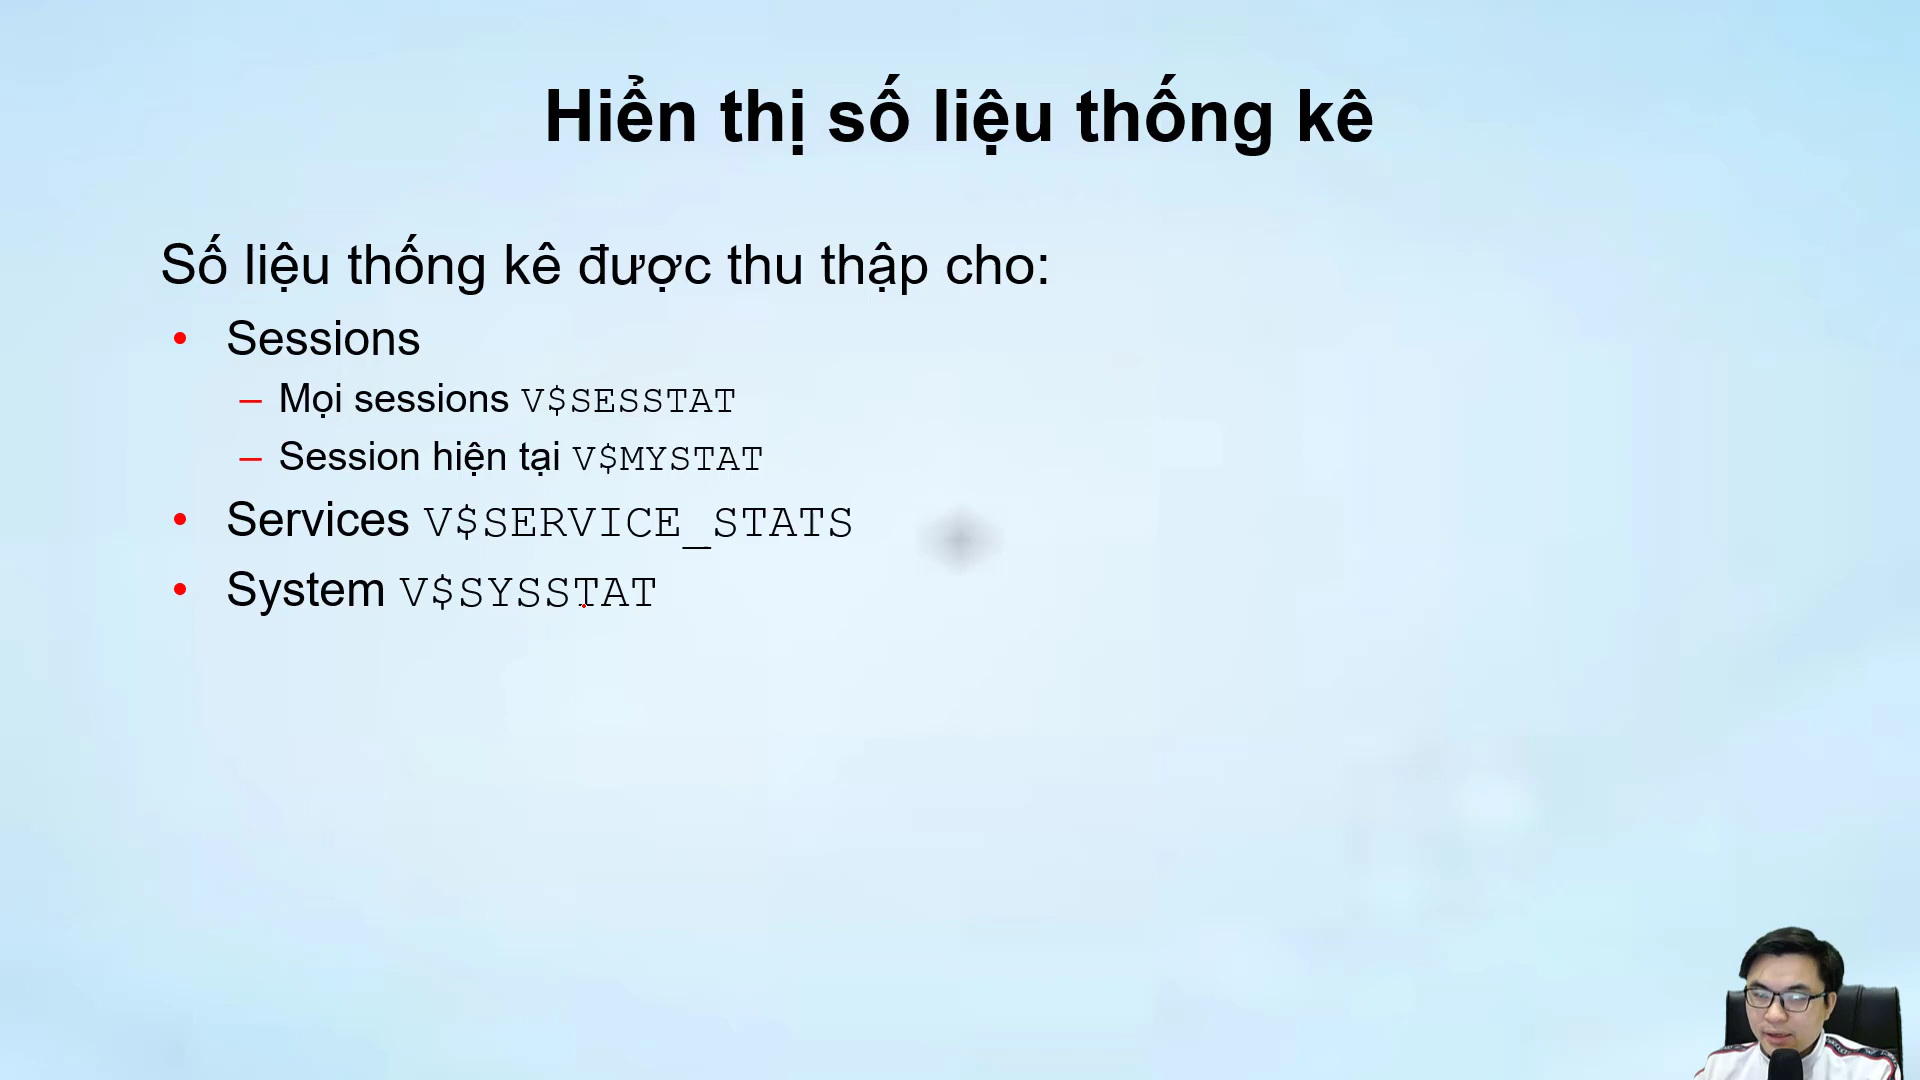 Hiển thị số liệu thống kê
Số liệu thống kê được thu thập cho:
• Sessions
– Mọi sessions V$SESSTAT
– Session hiện tại V$MYSTAT
• Services V$SERVICE_STATS
• System V$SYSSTAT